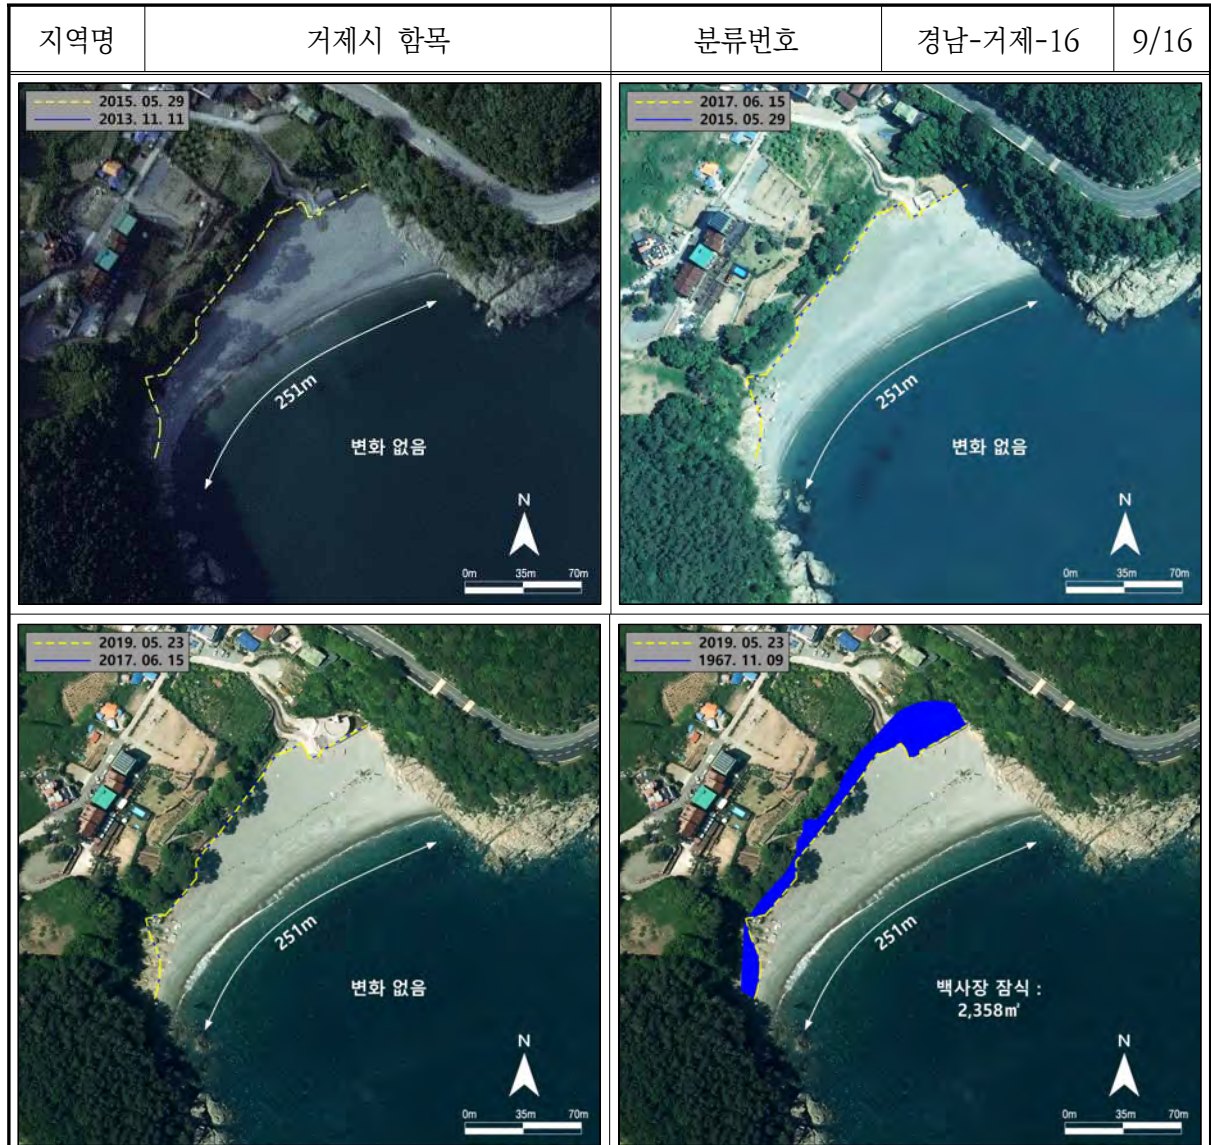 지역명 거제시 함목 분류번호 경남-거제-16 9/16
2015. 05. 29
2013. 11. 11
251m
변화 없음
N
0m 35m 70m
2017. 06. 15
2015. 05. 29
251m
변화 없음
N
0m 35m 70m
2019. 05. 23
2017. 06. 15
251m
변화 없음
N
0m 35m 70m
2019. 05. 23
1967. 11. 09
251m
백사장 잠식 :
2,358㎡
N
0m 35m 70m